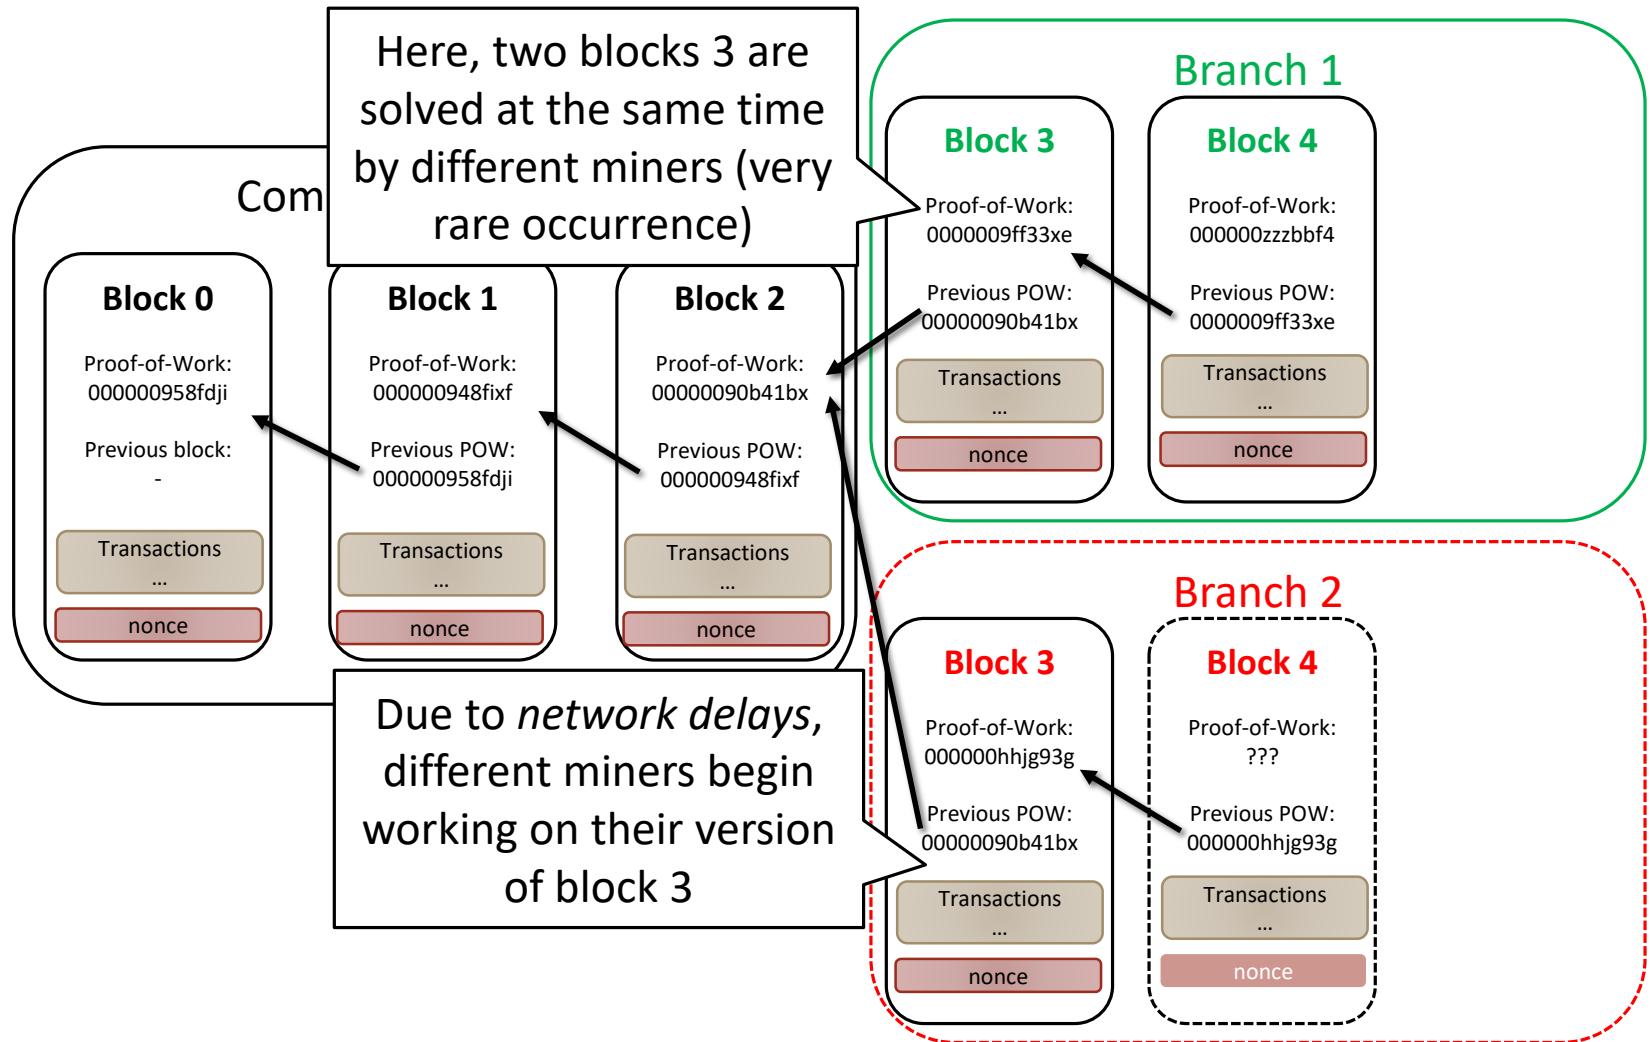 Here, two blocks 3 are
solved at the same time
by different miners (very
rare occurrence)
Com
Block 0
Proof-of-Work:
000000958fdji
Previous block:
-
Transactions
...
nonce
Block 1
Proof-of-Work:
000000948fixf
Previous POW:
000000958fdji
Transactions
...
nonce
Block 2
Proof-of-Work:
00000090b41bx
Previous POW:
000000948fixf
Transactions
...
nonce
Due to network delays,
different miners begin
working on their version
of block 3
Branch 1
Block 3
Proof-of-Work:
0000009ff33xe
Previous POW:
00000090b41bx
Transactions
...
nonce
Block 4
Proof-of-Work:
000000zzzbbf4
Previous POW:
0000009ff33xe
Transactions
...
nonce
Branch 2
Block 3
Proof-of-Work:
000000hhjg93g
Previous POW:
00000090b41bx
Transactions
...
nonce
Block 4
Proof-of-Work:
???
Previous POW:
000000hhjg93g
Transactions
...
nonce